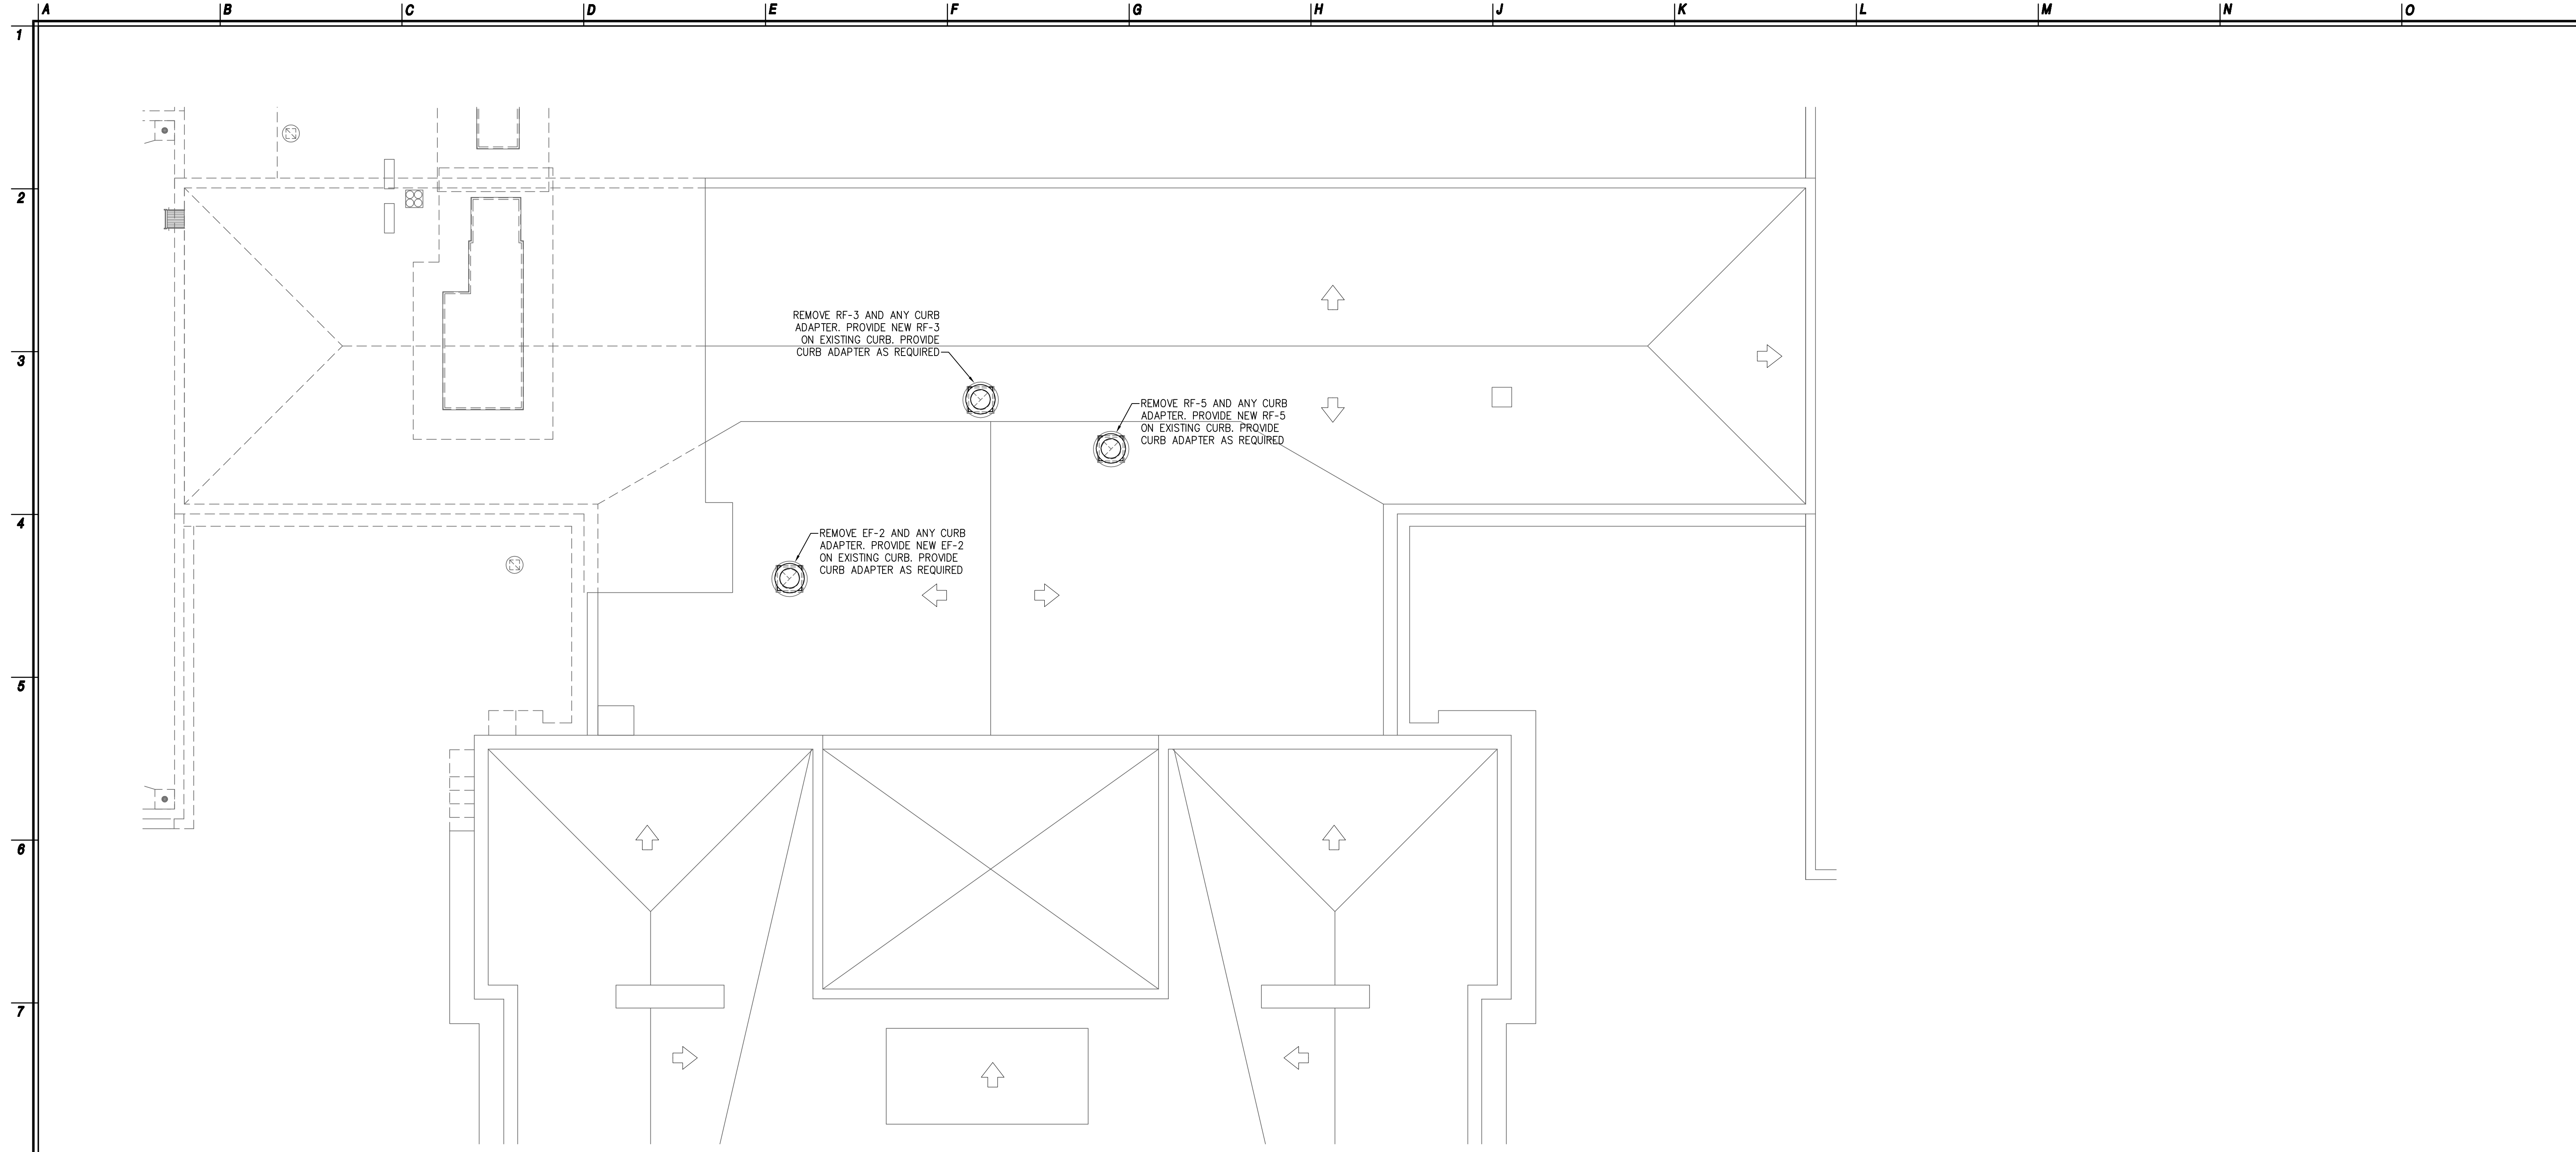 A B C D E F G H J K L M N O
1
2
3
4
5
6
7
REMOVE RF-3 AND ANY CURB
ADAPTER. PROVIDE NEW RF-3
ON EXISTING CURB. PROVIDE
CURB ADAPTER AS REQUIRED
REMOVE RF-5 AND ANY CURB
ADAPTER. PROVIDE NEW RF-5
ON EXISTING CURB. PROVIDE
CURB ADAPTER AS REQUIRED
REMOVE EF-2 AND ANY CURB
ADAPTER. PROVIDE NEW EF-2
ON EXISTING CURB. PROVIDE
CURB ADAPTER AS REQUIRED